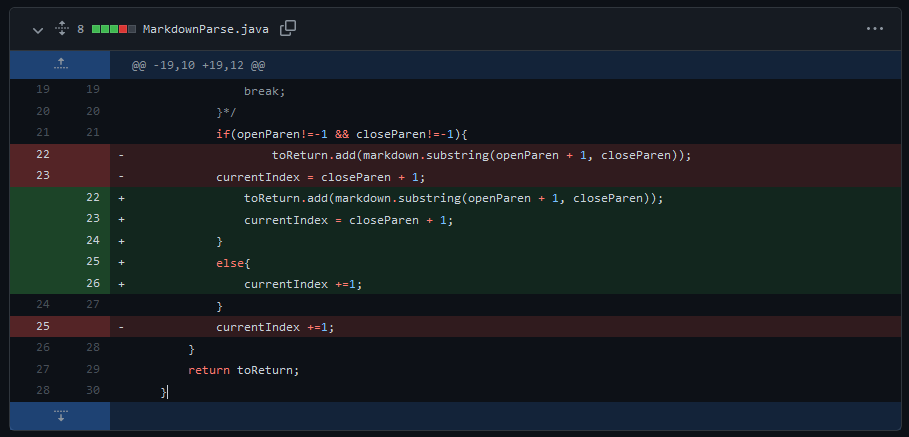 8 MarkdownParse.java
@@ -19,10 +19,12 @@
19 19 break;
20 20 }*/
21 21 if(openParen!=-1 && closeParen!=-1){
22 - toReturn.add(markdown.substring(openParen + 1, closeParen));
23 - currentIndex = closeParen + 1;
22 + toReturn.add(markdown.substring(openParen + 1, closeParen));
23 + currentIndex = closeParen + 1;
24 + }
25 + else{
26 + currentIndex +=1;
24 27 }
25 - currentIndex +=1;
26 28 }
27 29 return toReturn;
28 30 }